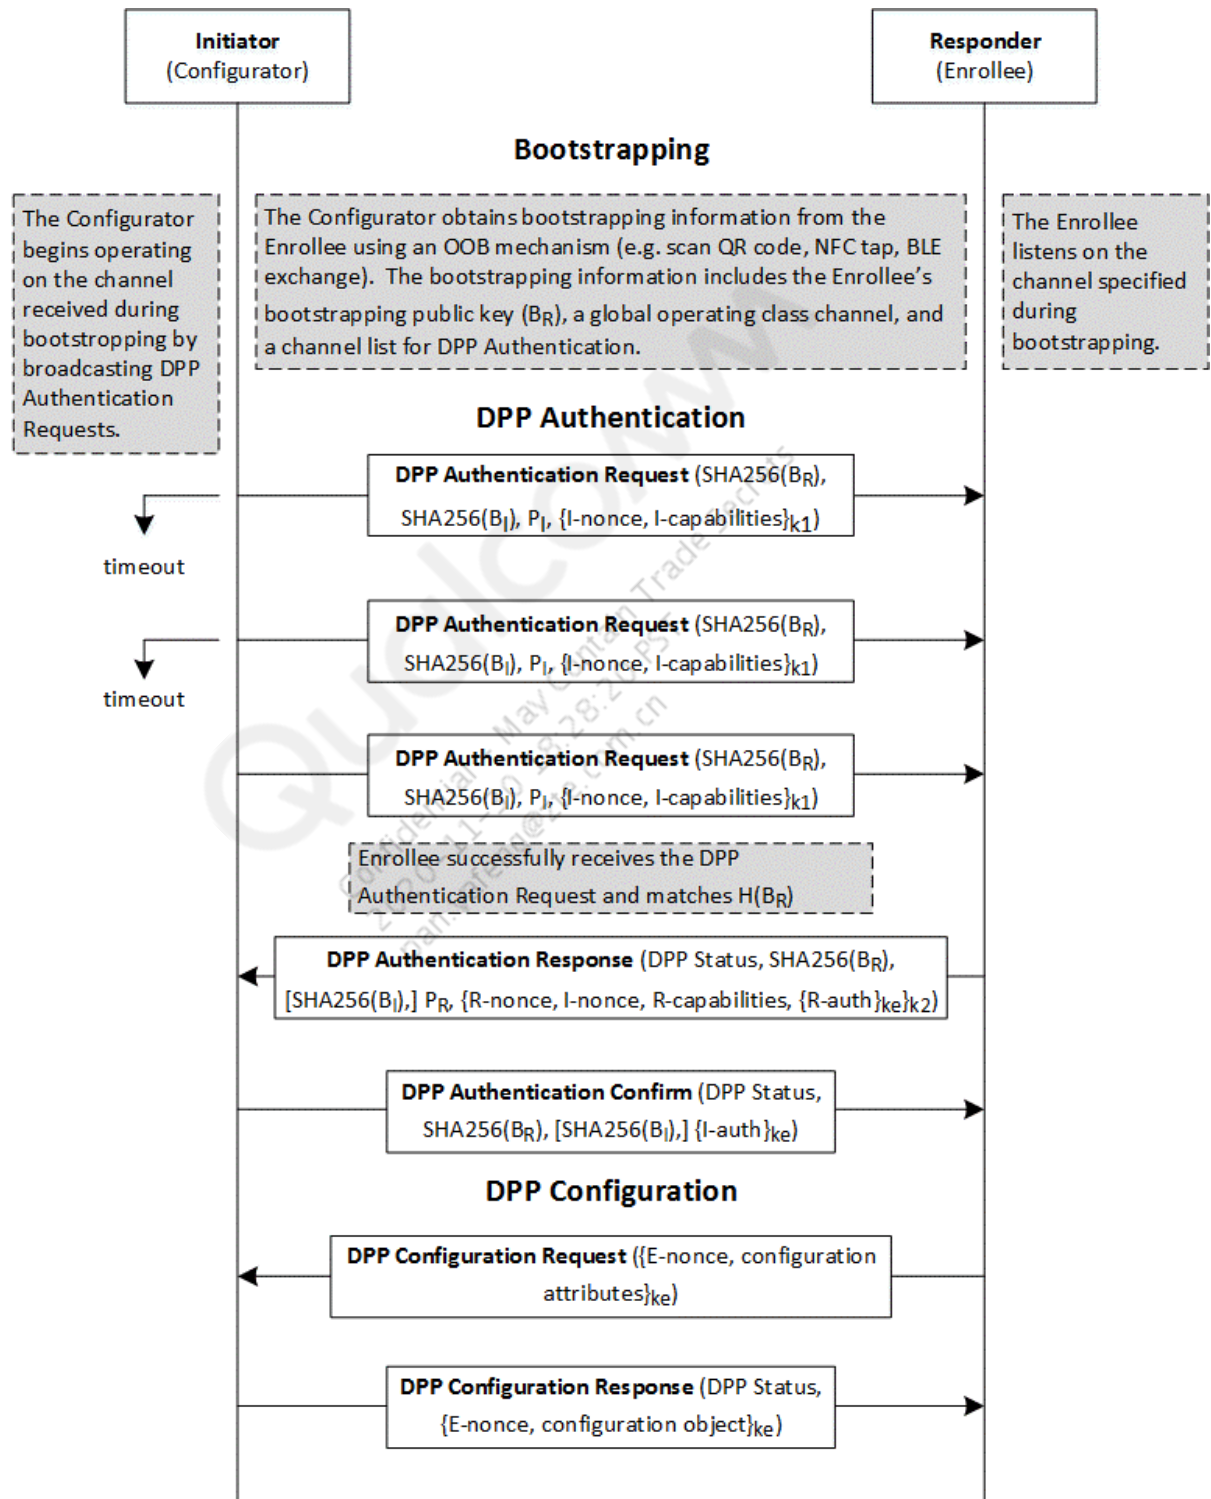 Initiator
(Configurator)
Responder
(Enrollee)
Bootstrapping
The Configurator
begins operating
on the channel
received during
bootstropping by
broadcasting DPP
Authentication
Requests.
The Configurator obtains bootstrapping information from the
Enrollee using an OOB mechanism (e.g. scan QR code, NFC tap, BLE
exchange). The bootstrapping information includes the Enrollee's
bootstrapping public key (BR), a global operating class channel, and
a channel list for DPP Authentication.
The Enrollee
listens on the
channel specified
during
bootstrapping.
DPP Authentication
DPP Authentication Request (SHA256(BR),
SHA256(BI), PI, {I-nonce, I-capabilities}k1)
timeout
DPP Authentication Request (SHA256(BR),
SHA256(BI), PI, {I-nonce, I-capabilities}k1)
timeout
DPP Authentication Request (SHA256(BR),
SHA256(BI), PI, {I-nonce, I-capabilities}k1)
Enrollee successfully receives the DPP
Authentication Request and matches H(BR)
DPP Authentication Response (DPP Status, SHA256(BR),
[SHA256(BI),] PR, {R-nonce, I-nonce, R-capabilities, {R-auth}ke}k2)
DPP Authentication Confirm (DPP Status,
SHA256(BR), [SHA256(BI),] {I-auth}ke)
DPP Configuration
DPP Configuration Request ({E-nonce, configuration
attributes}ke)
DPP Configuration Response (DPP Status,
{E-nonce, configuration object}ke)
Qualcomm
Confidential - May Contain Trade Secrets